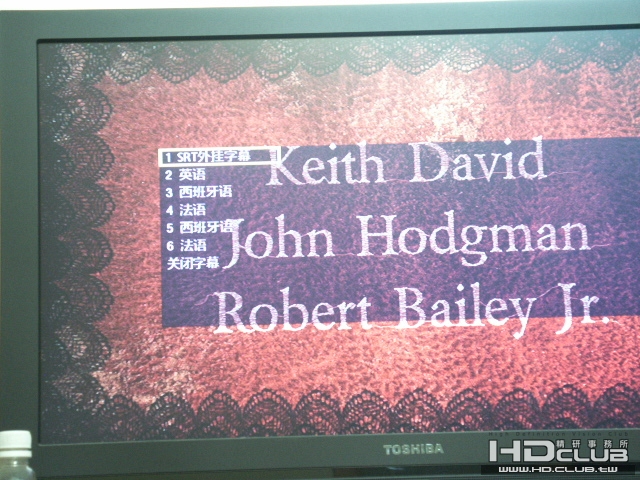 1 SRT外挂字幕
2 英语
3 西班牙语
4 法语
5 西班牙语
6 法语
关闭字幕
Keith David
John Hodgman
Robert Bailey Jr.
TOSHIBA
HDCLUB 精研事務所
www.HD.CLUB.tw